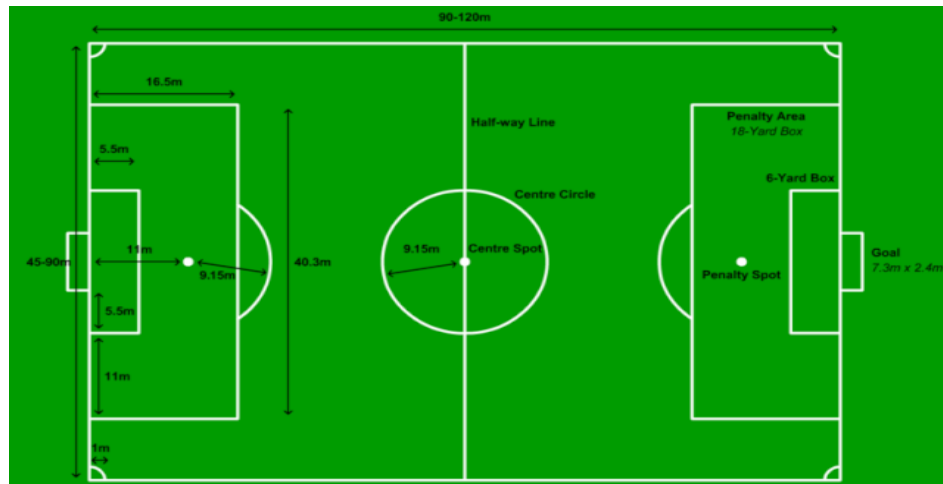 90-120m
16.5m
Penalty Area
18-Yard Box
Half-way Line
5.5m
6-Yard Box
Centre Circle
11m
9.15m
Centre Spot
45-90m
40.3m
Goal
7.3m x 2.4m
9.15m
Penalty Spot
5.5m
11m
1m